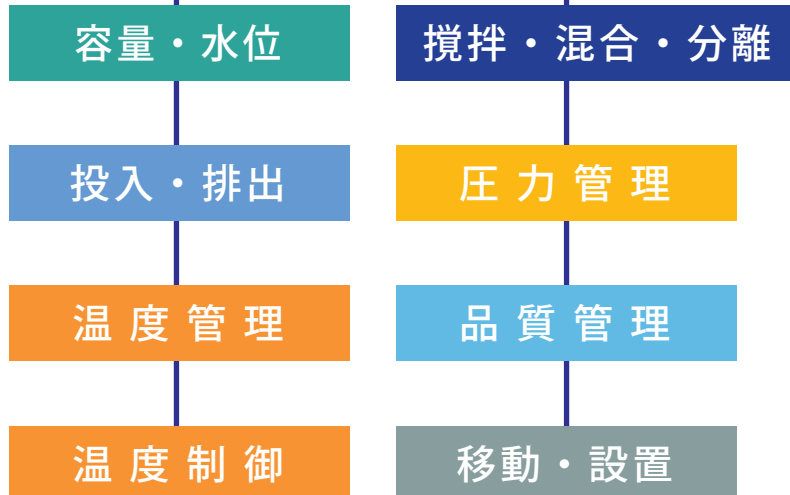 容量・水位
投入・排出
温度管理
温度制御
撹拌・混合・分離
圧力管理
品質管理
移動・設置